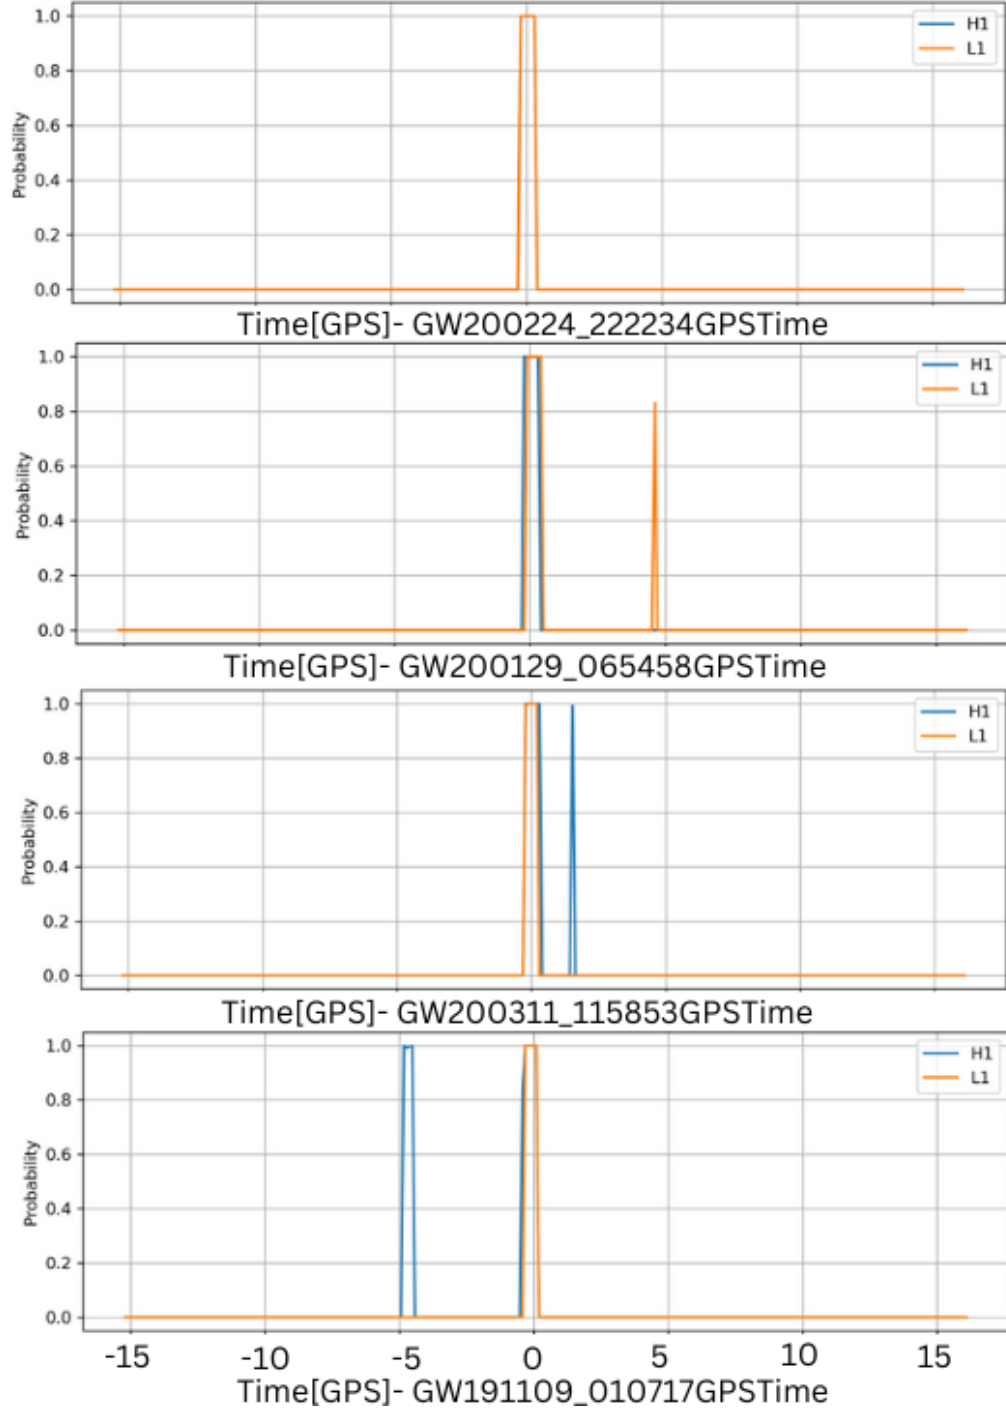 1.0
H1
L1
0.8
0.6
0.4
0.2
0.0
Probability
Time[GPS]- GW200224_222234GPSTime
1.0
H1
L1
0.8
0.6
0.4
0.2
0.0
Probability
Time[GPS]- GW200129_065458GPSTime
1.0
H1
L1
0.8
0.6
0.4
0.2
0.0
Probability
Time[GPS]- GW200311_115853GPSTime
1.0
H1
L1
0.8
0.6
0.4
0.2
0.0
Probability
-15 -10 -5 0 5 10 15
Time[GPS]- GW191109_010717GPSTime